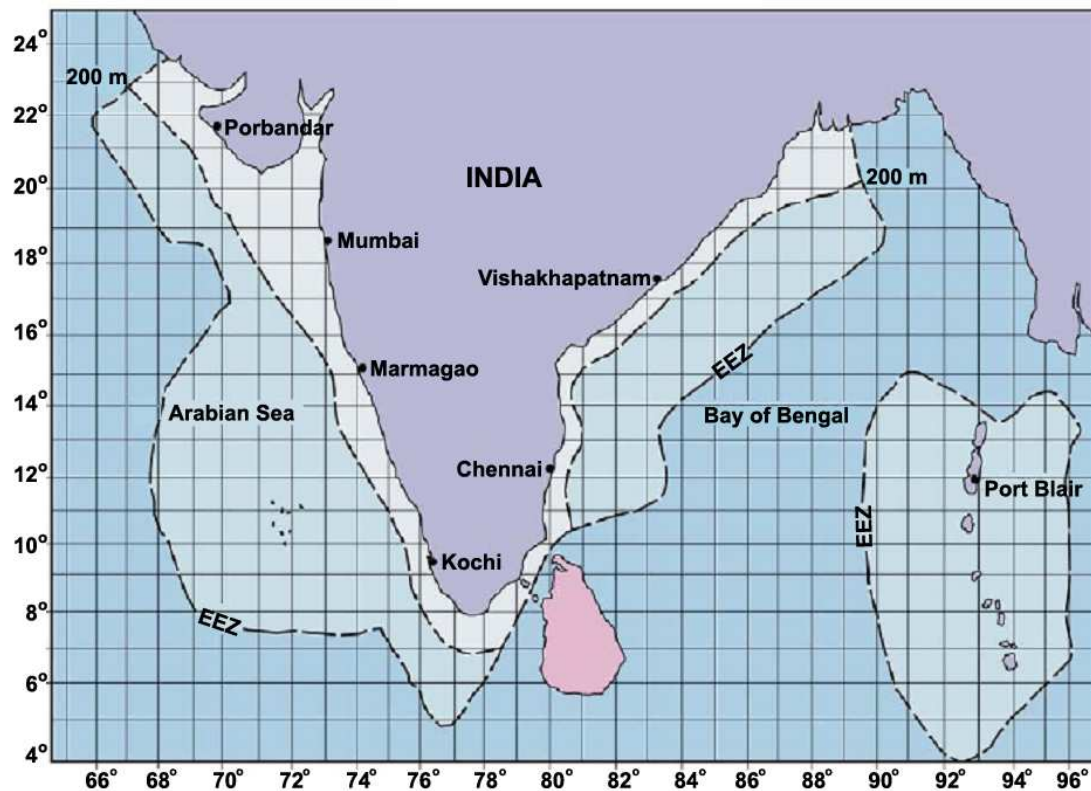 24°
200 m
22°
Porbandar
INDIA
20°
200 m
18°
Mumbai
Vishakhapatnam
16°
Marmagao
EEZ
14°
Arabian Sea
Bay of Bengal
12°
Chennai
Port Blair
EEZ
10°
Kochi
8°
EEZ
6°
4°
66° 68° 70° 72° 74° 76° 78° 80° 82° 84° 86° 88° 90° 92° 94° 96°